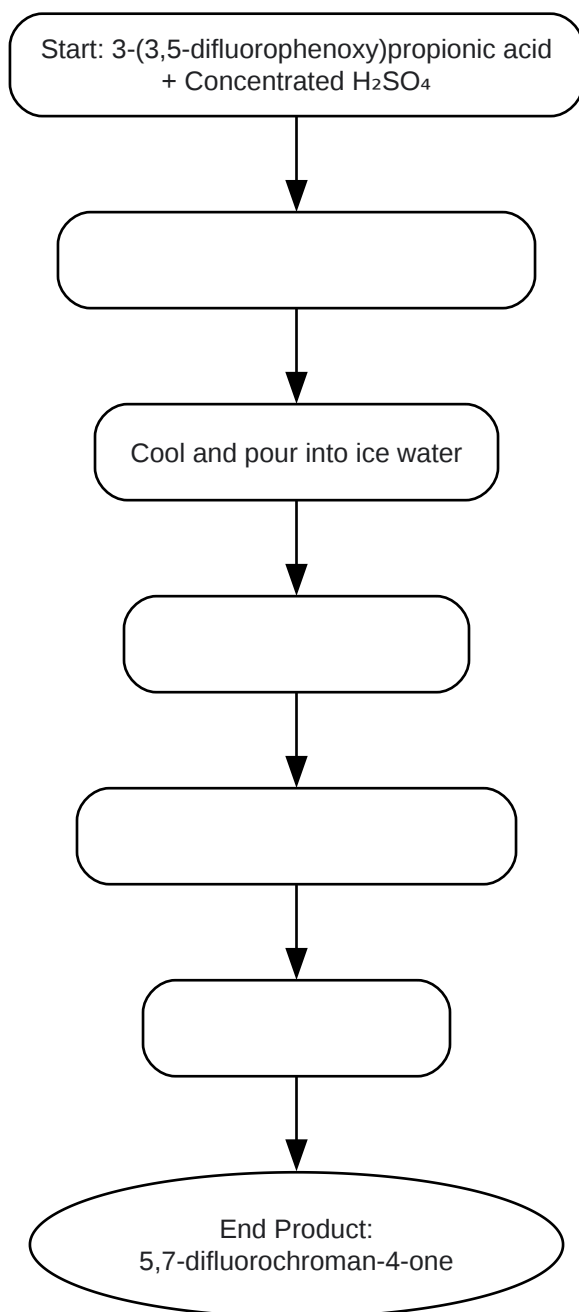 Start: 3-(3,5-difluorophenoxy)propionic acid
+ Concentrated H₂SO₄
Cool and pour into ice water
End Product:
5,7-difluorochroman-4-one